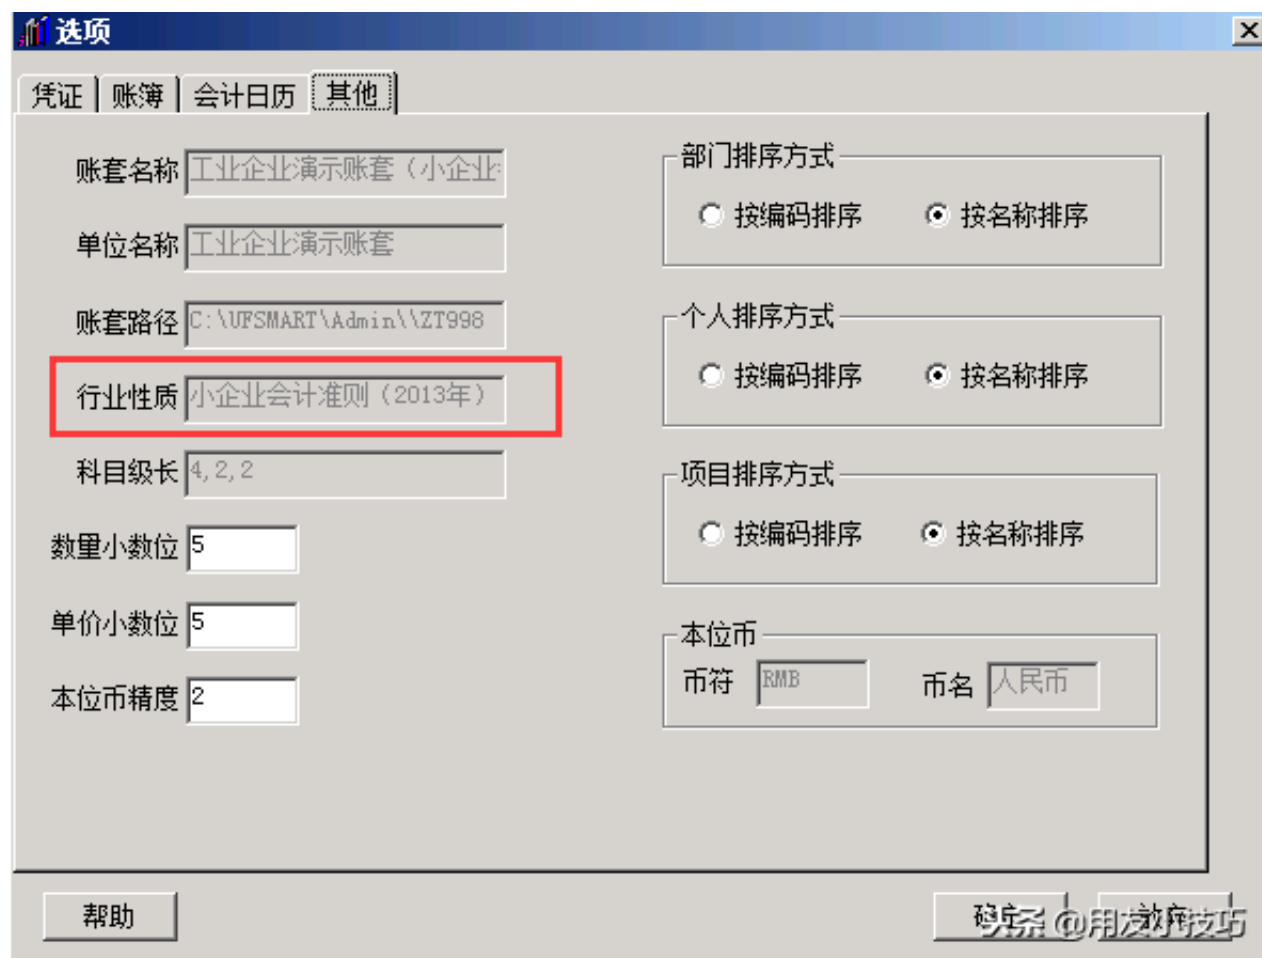 选项
凭证 账簿 会计日历 其他
账套名称 工业企业演示账套（小企业
单位名称 工业企业演示账套
账套路径 C:\UFSMART\Admin\\ZT998
行业性质 小企业会计准则（2013年）
科目级长 4,2,2
数量小数位 5
单价小数位 5
本位币精度 2
部门排序方式
按编码排序 按名称排序
个人排序方式
按编码排序 按名称排序
项目排序方式
按编码排序 按名称排序
本位币
币符 RMB 币名 人民币
帮助 确定 放弃
头条 @用友小技巧